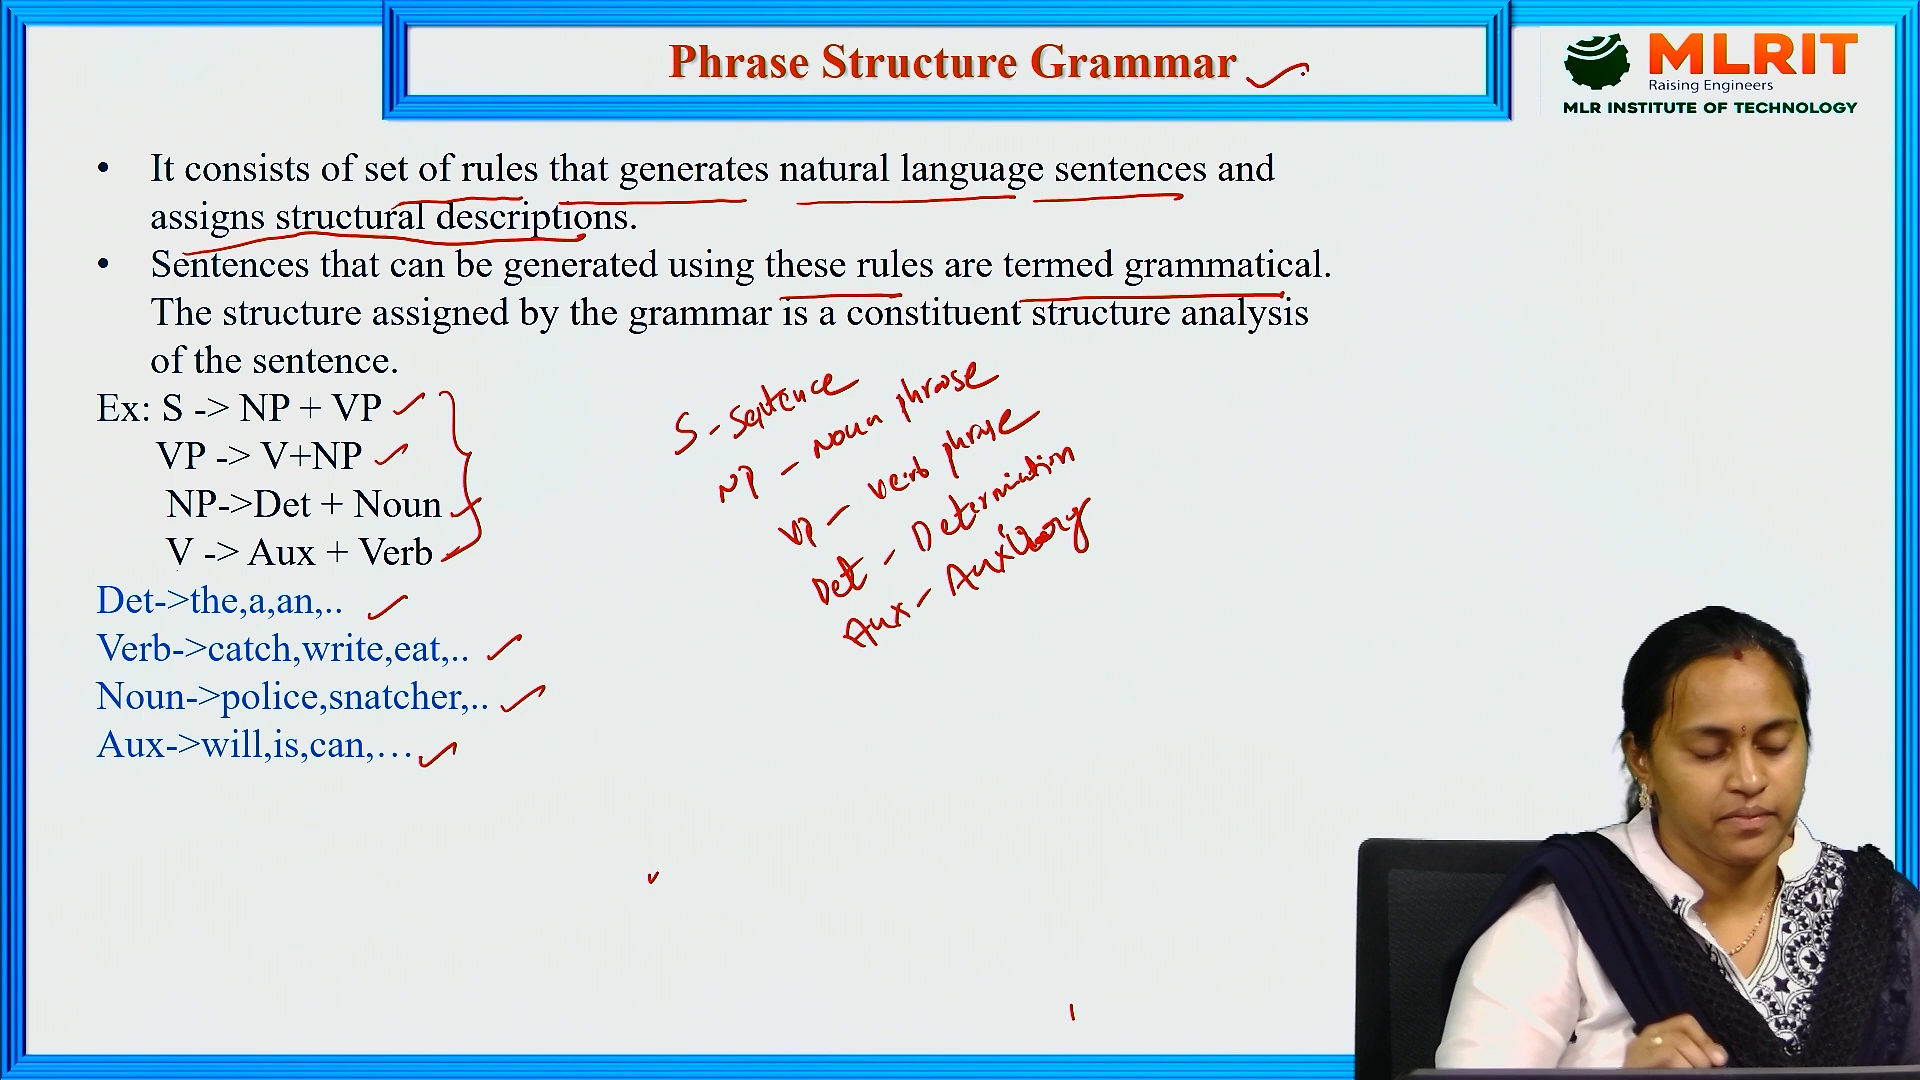 Phrase Structure Grammar
MLRIT
Raising Engineers
MLR INSTITUTE OF TECHNOLOGY
• It consists of set of rules that generates natural language sentences and
assigns structural descriptions.
• Sentences that can be generated using these rules are termed grammatical.
The structure assigned by the grammar is a constituent structure analysis
of the sentence.
Ex: S -> NP + VP
VP -> V+NP
NP->Det + Noun
V -> Aux + Verb
Det->the,a,an,..
Verb->catch,write,eat,..
Noun->police,snatcher,..
Aux->will,is,can,…
S - Sentence
NP - Noun phrase
VP - verb phrase
Det - Determination
Aux -